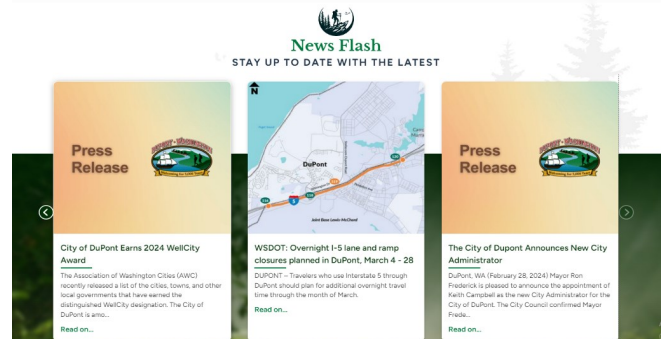 News Flash
STAY UP TO DATE WITH THE LATEST
Press
Release
City of DuPont Earns 2024 WellCity
Award
The Association of Washington Cities (AWC)
recently released a list of the cities, towns, and other
local governments that have earned the
distinguished WellCity designation. The City of
DuPont is amo...
Read on...
N
DuPont
Joint Base Lewis-McChord
WSDOT: Overnight I-5 lane and ramp
closures planned in DuPont, March 4 - 28
DUPONT – Travelers who use Interstate 5 through
DuPont should plan for additional overnight travel
time through the month of March.
Read on...
Press
Release
The City of Dupont Announces New City
Administrator
DuPont, WA (February 28, 2024) Mayor Ron
Frederick is pleased to announce the appointment of
Keith Campbell as the new City Administrator for the
City of DuPont. The City Council confirmed Mayor
Frede...
Read on...